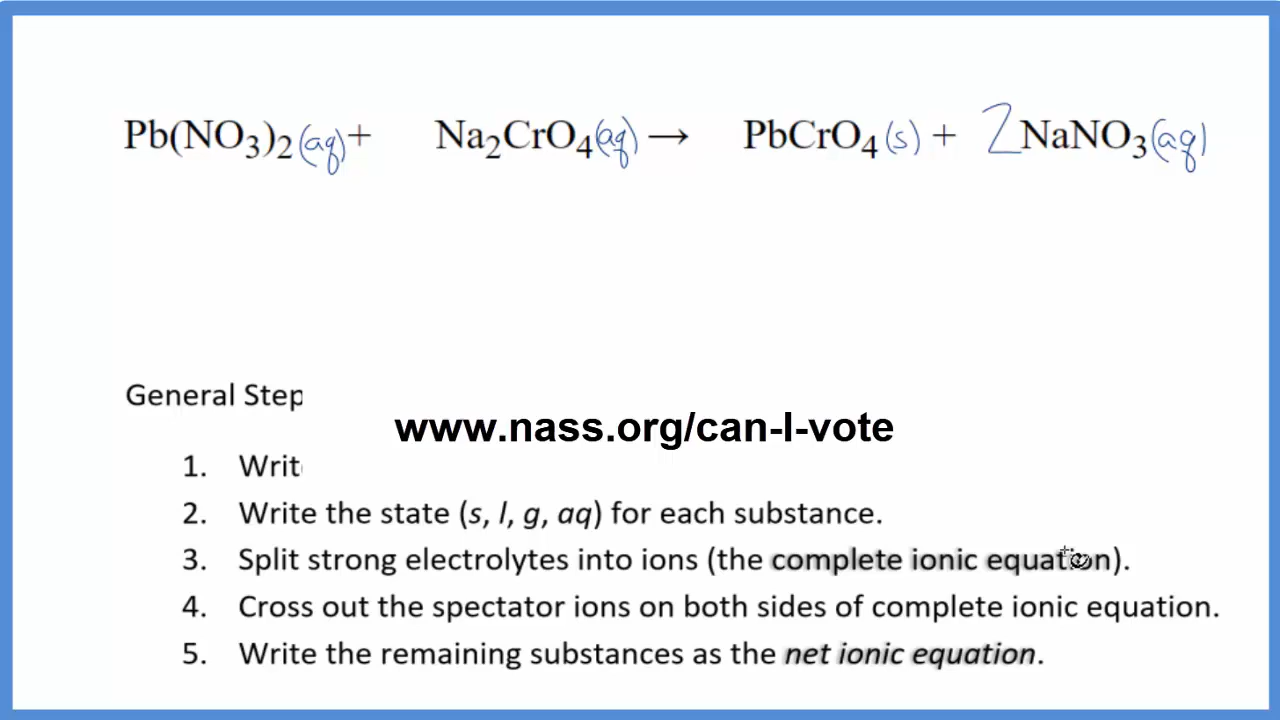 Pb(NO₃)₂(aq) + Na₂CrO₄(aq) → PbCrO₄(s) + 2NaNO₃(aq)
General Step
www.nass.org/can-I-vote
1. Writ
2. Write the state (s, l, g, aq) for each substance.
3. Split strong electrolytes into ions (the complete ionic equation).
4. Cross out the spectator ions on both sides of complete ionic equation.
5. Write the remaining substances as the net ionic equation.